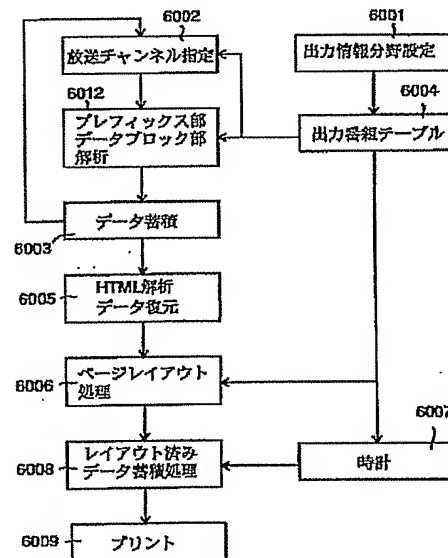 6002
放送チャンネル指定
6001
出力情報分野設定
6012
プレフィックス部
データブロック部
解析
6004
出力番組テーブル
データ蓄積
6003
HTML解析
データ復元
6005
ページレイアウト
処理
6006
6007
時計
レイアウト済み
データ蓄積処理
6008
プリント
6009